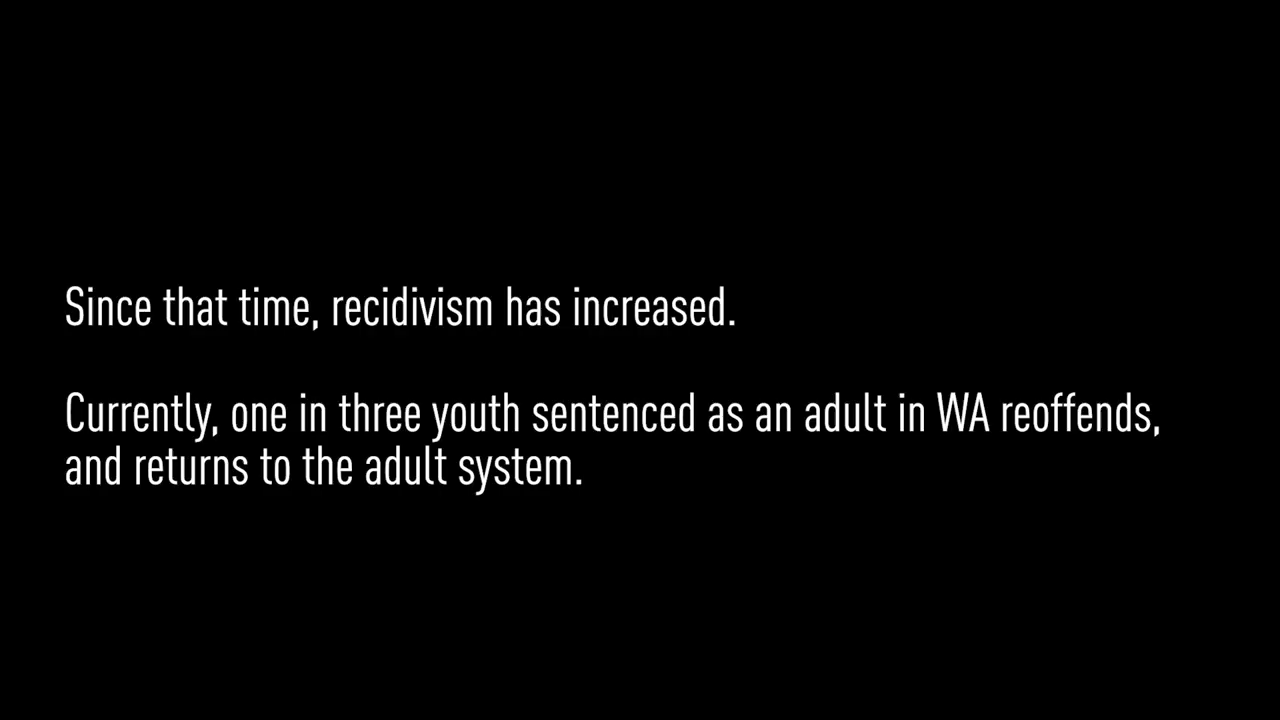 Since that time, recidivism has increased.
Currently, one in three youth sentenced as an adult in WA reoffends,
and returns to the adult system.